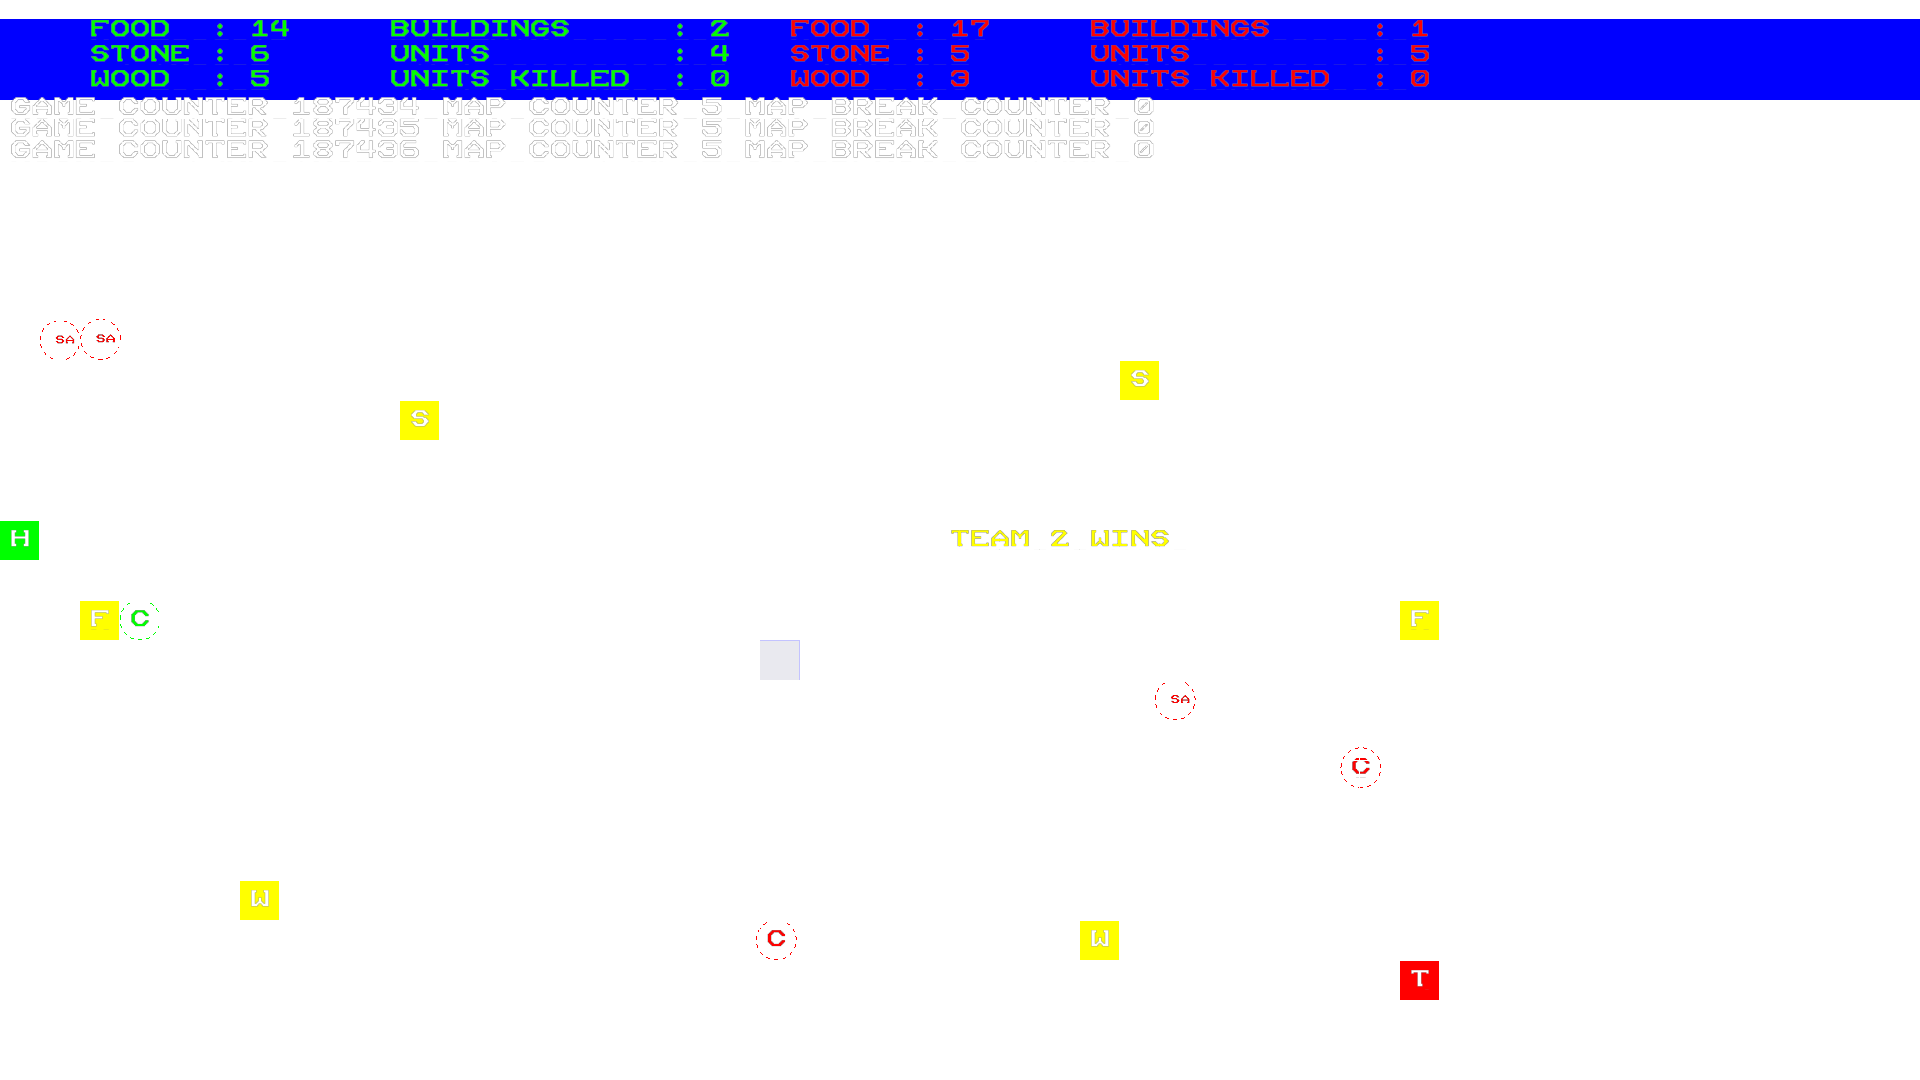 FOOD : 14 BUILDINGS : 2 FOOD : 17 BUILDINGS : 1
STONE : 6 UNITS : 4 STONE : 5 UNITS : 5
WOOD : 5 UNITS KILLED : 0 WOOD : 3 UNITS KILLED : 0
GAME COUNTER 187434 MAP COUNTER 5 MAP BREAK COUNTER 0
GAME COUNTER 187435 MAP COUNTER 5 MAP BREAK COUNTER 0
GAME COUNTER 187436 MAP COUNTER 5 MAP BREAK COUNTER 0
SA SA
S
S
H TEAM 2 WINS
F C F
SA
C
W
C W
T